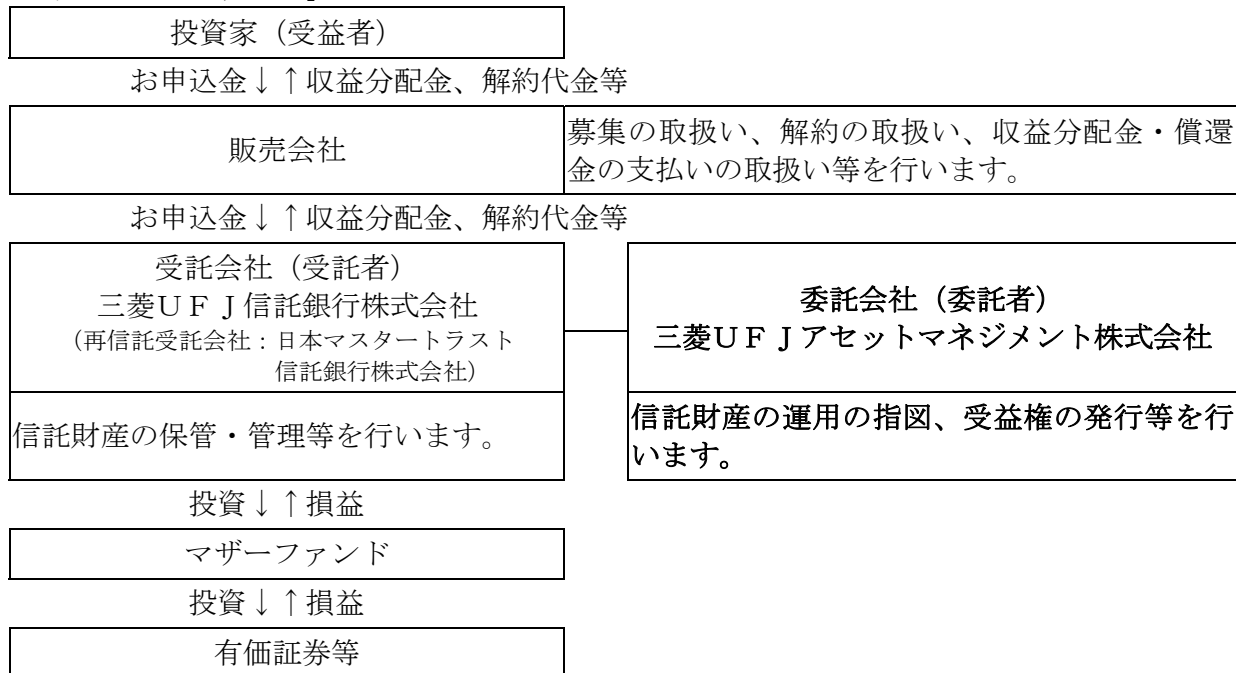 投資家（受益者）
お申込金↓↑収益分配金、解約代金等
販売会社
募集の取扱い、解約の取扱い、収益分配金・償還
金の支払いの取扱い等を行います。
お申込金↓↑収益分配金、解約代金等
受託会社（受託者）
三菱ＵＦＪ信託銀行株式会社
（再信託受託会社：日本マスタートラスト
信託銀行株式会社）
信託財産の保管・管理等を行います。
委託会社（委託者）
三菱ＵＦＪアセットマネジメント株式会社
信託財産の運用の指図、受益権の発行等を行
います。
投資↓↑損益
マザーファンド
投資↓↑損益
有価証券等